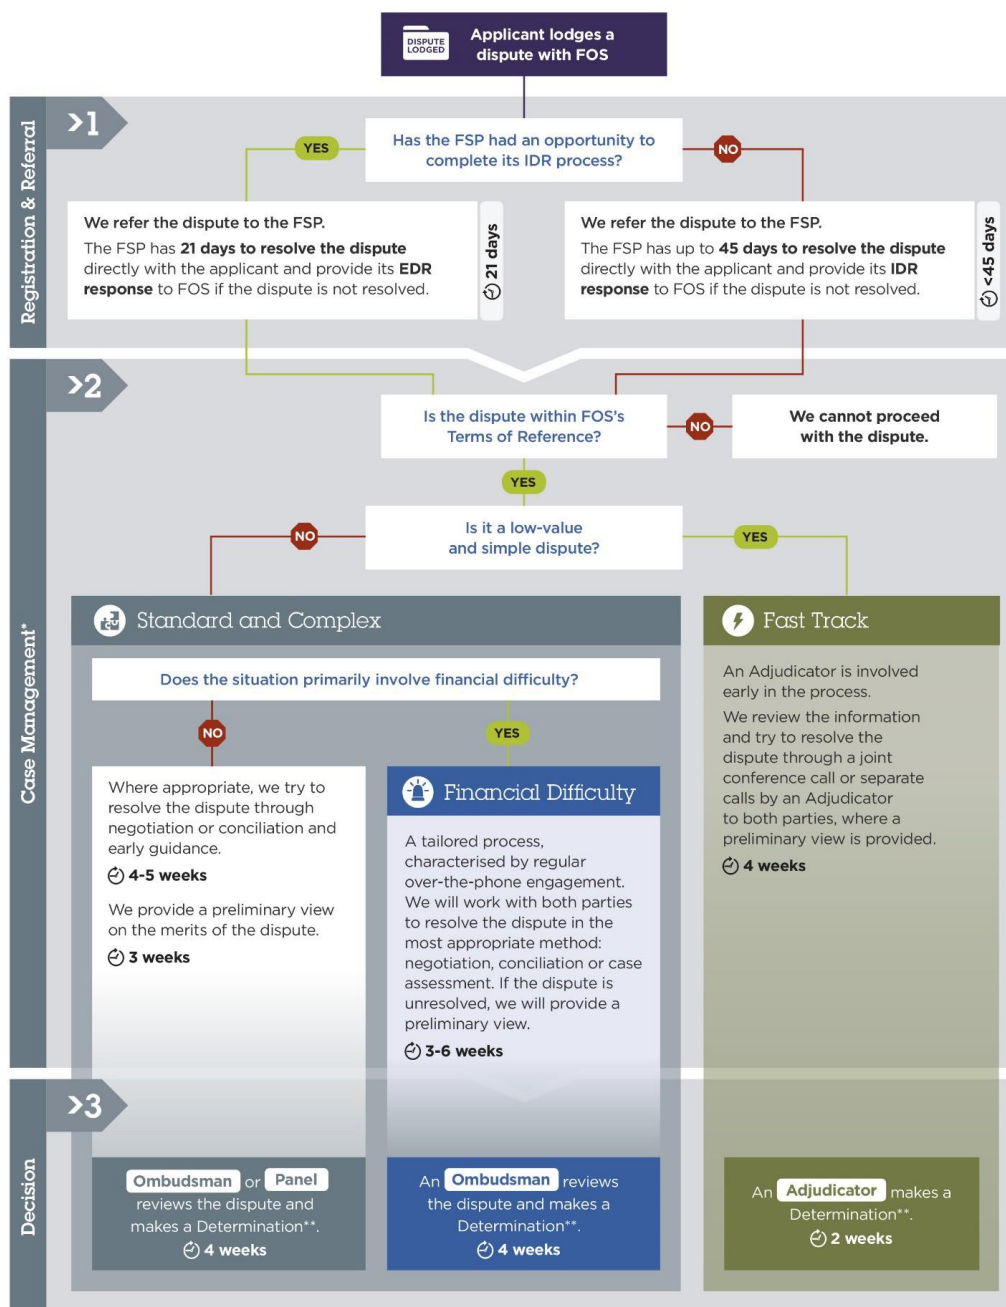 DISPUTE
LODGED
Applicant lodges a
dispute with FOS
Registration & Referral
>1
Has the FSP had an opportunity to
complete its IDR process?
YES
NO
We refer the dispute to the FSP.
The FSP has 21 days to resolve the dispute
directly with the applicant and provide its EDR
response to FOS if the dispute is not resolved.
21 days
We refer the dispute to the FSP.
The FSP has up to 45 days to resolve the dispute
directly with the applicant and provide its IDR
response to FOS if the dispute is not resolved.
<45 days
Case Management*
>2
Is the dispute within FOS's
Terms of Reference?
NO
We cannot proceed
with the dispute.
YES
Is it a low-value
and simple dispute?
NO
YES
Standard and Complex
Does the situation primarily involve financial difficulty?
NO
YES
Where appropriate, we try to
resolve the dispute through
negotiation or conciliation and
early guidance.
4-5 weeks
We provide a preliminary view
on the merits of the dispute.
3 weeks
Financial Difficulty
A tailored process,
characterised by regular
over-the-phone engagement.
We will work with both parties
to resolve the dispute in the
most appropriate method:
negotiation, conciliation or case
assessment. If the dispute is
unresolved, we will provide a
preliminary view.
3-6 weeks
Fast Track
An Adjudicator is involved
early in the process.
We review the information
and try to resolve the
dispute through a joint
conference call or separate
calls by an Adjudicator
to both parties, where a
preliminary view is provided.
4 weeks
Decision
>3
Ombudsman or Panel
reviews the dispute and
makes a Determination**.
4 weeks
An Ombudsman reviews
the dispute and makes a
Determination**.
4 weeks
An Adjudicator makes a
Determination**.
2 weeks